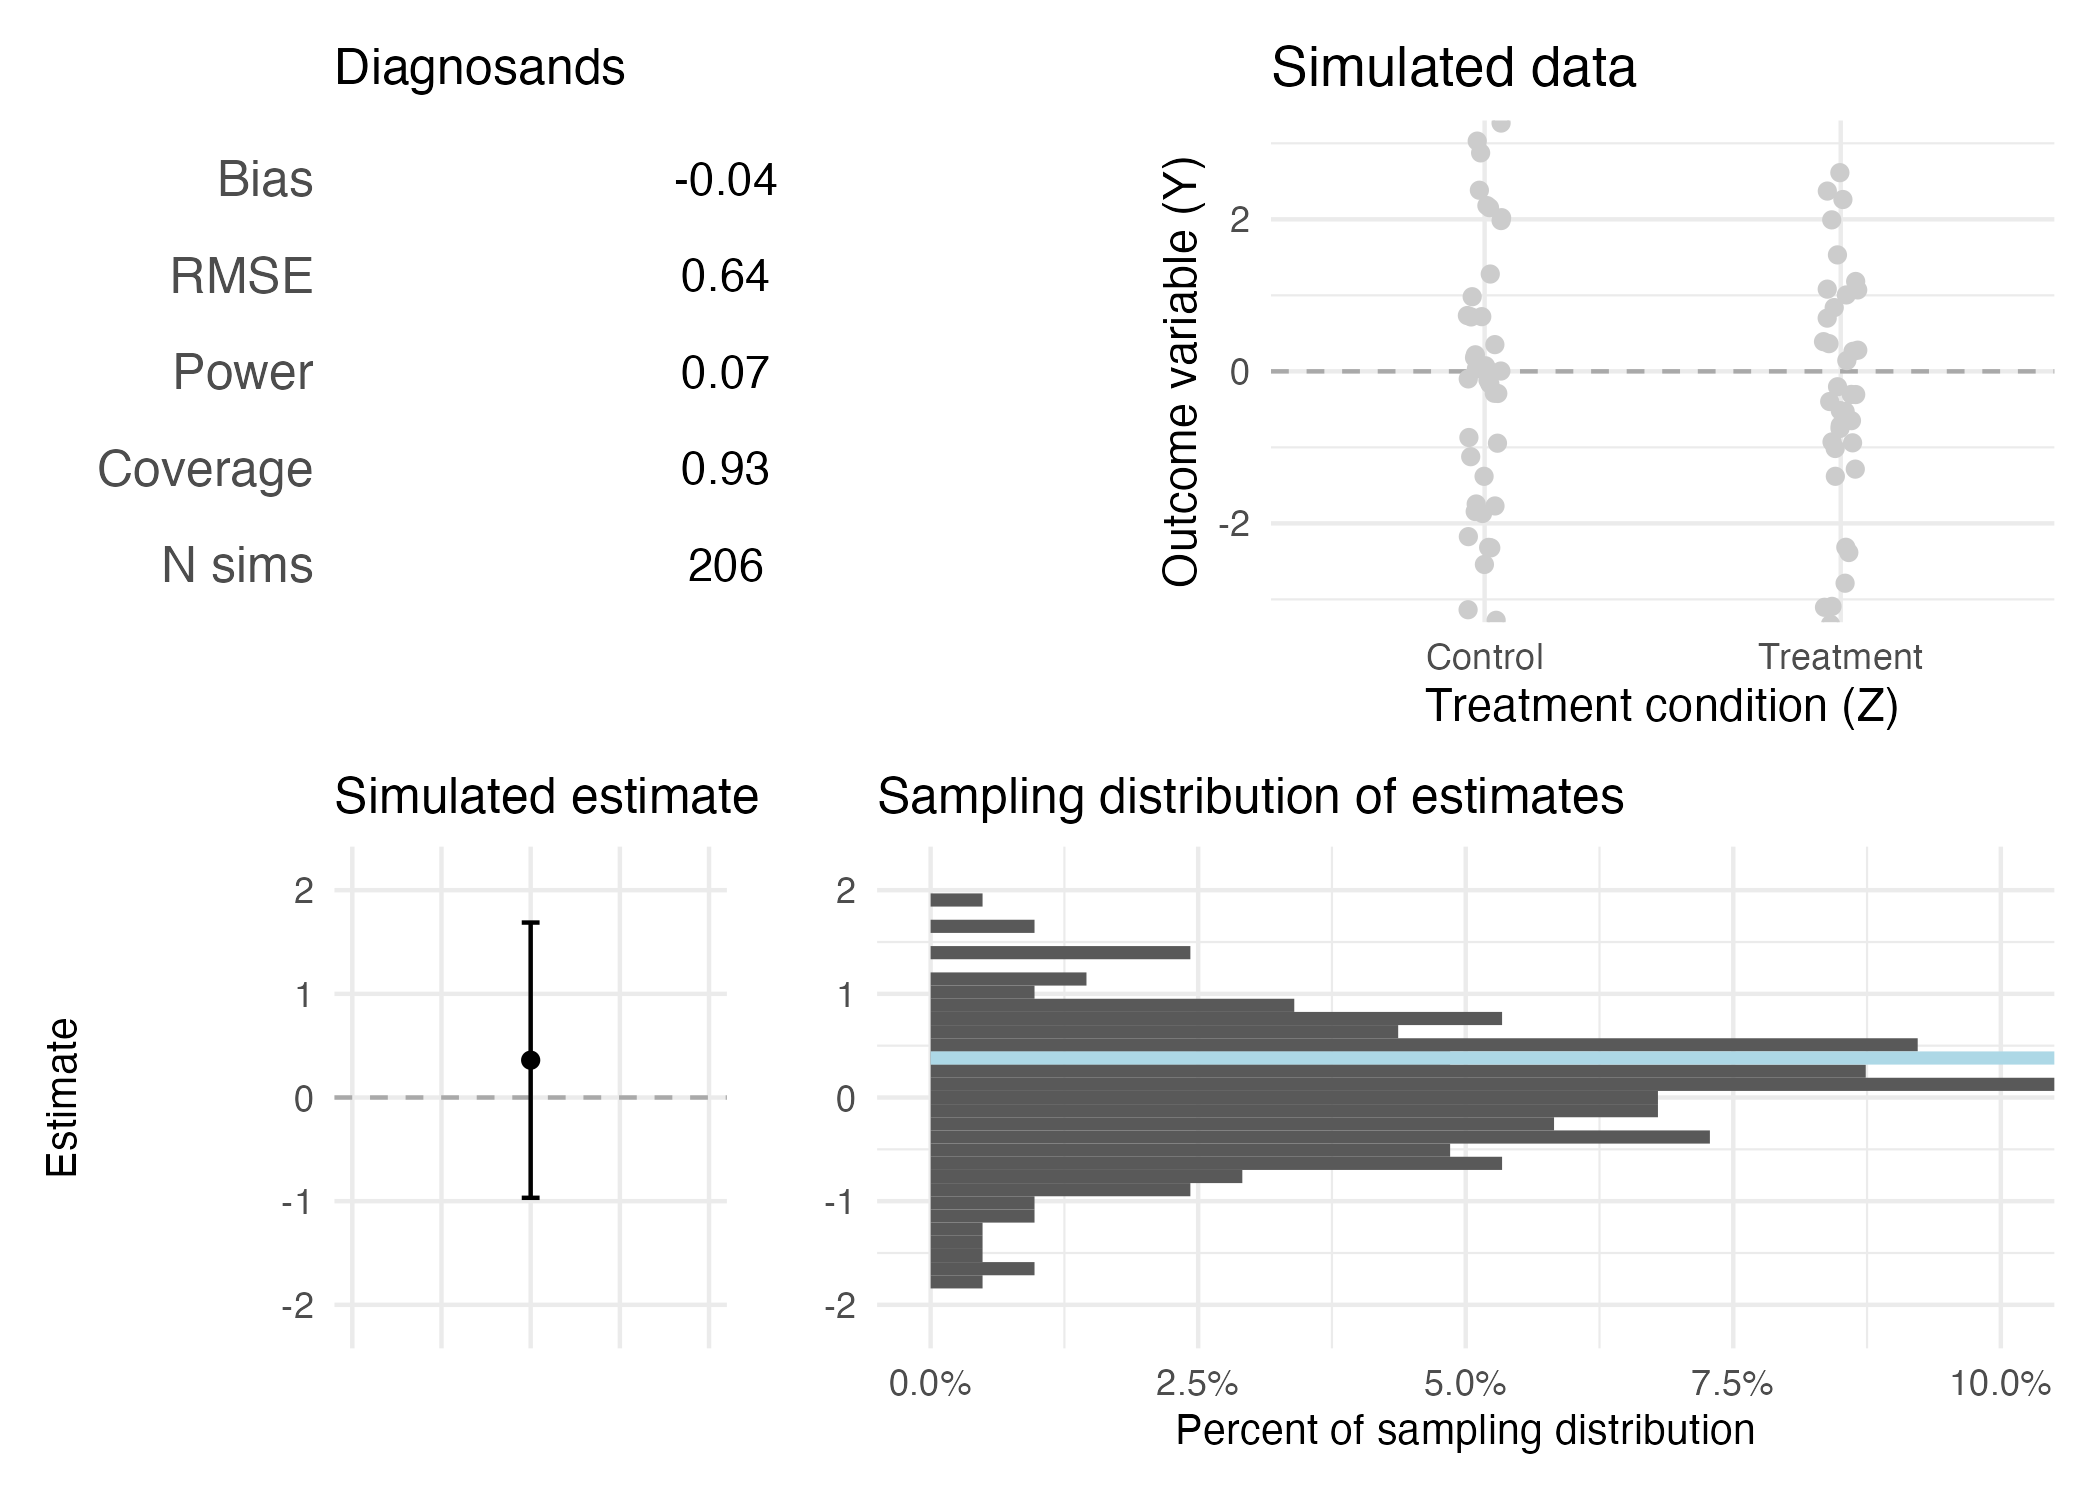 Diagnosands
Bias -0.04
RMSE 0.64
Power 0.07
Coverage 0.93
N sims 206
Simulated data
Outcome variable (Y)
2
0
-2
Control Treatment
Treatment condition (Z)
Simulated estimate
Estimate
2
1
0
-1
-2
Sampling distribution of estimates
2
1
0
-1
-2
0.0% 2.5% 5.0% 7.5% 10.0%
Percent of sampling distribution